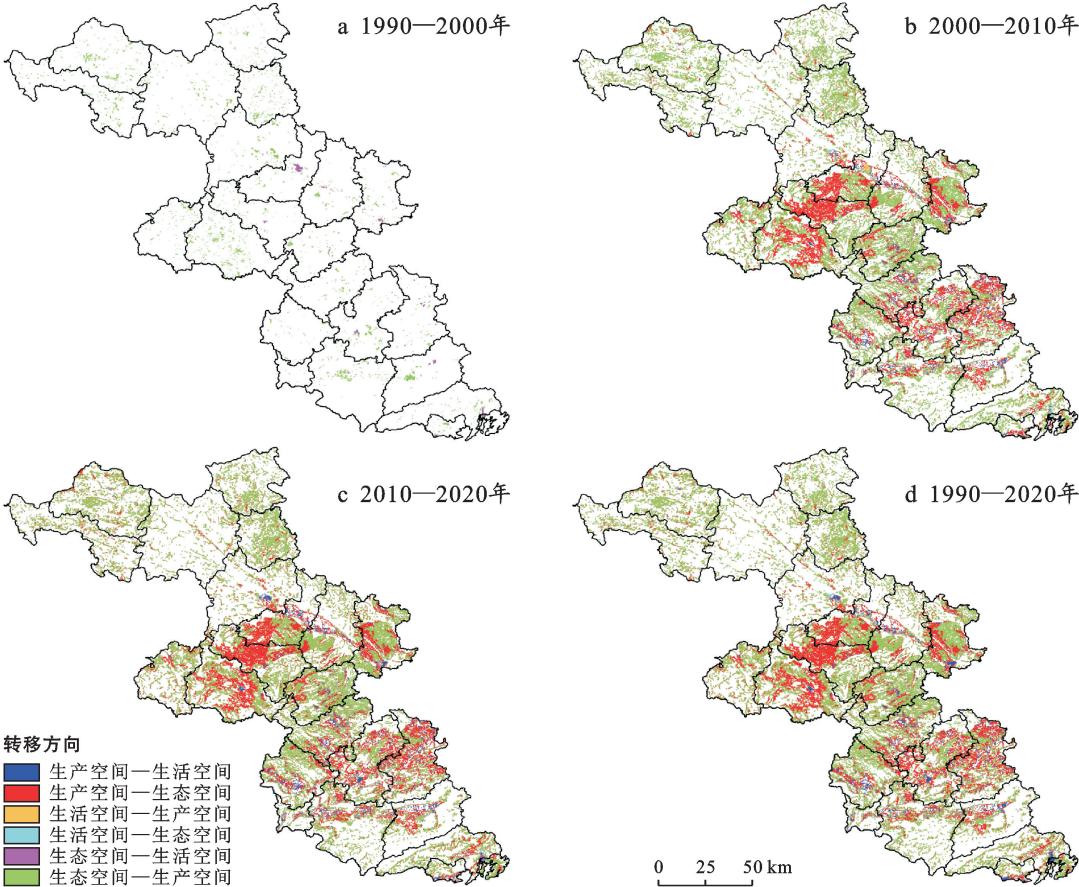 a 1990—2000年
b 2000—2010年
c 2010—2020年
d 1990—2020年
转移方向
生产空间—生活空间
生产空间—生态空间
生活空间—生产空间
生活空间—生态空间
生态空间—生活空间
生态空间—生产空间
0 25 50 km